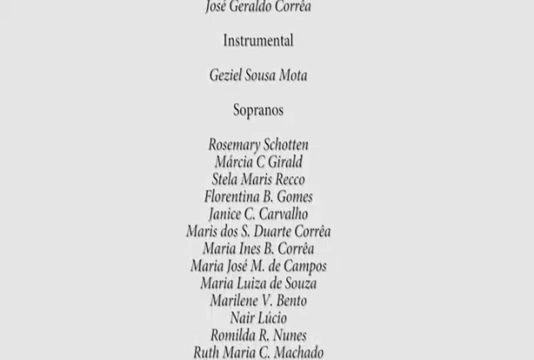 José Geraldo Corrêa
Instrumental
Geziel Sousa Mota
Sopranos
Rosemary Schotten
Márcia C Girald
Stela Maris Recco
Florentina B. Gomes
Janice C. Carvalho
Maris dos S. Duarte Corrêa
Maria Ines B. Corrêa
Maria José M. de Campos
Maria Luiza de Souza
Marilene V. Bento
Nair Lúcio
Romilda R. Nunes
Ruth Maria C. Machado